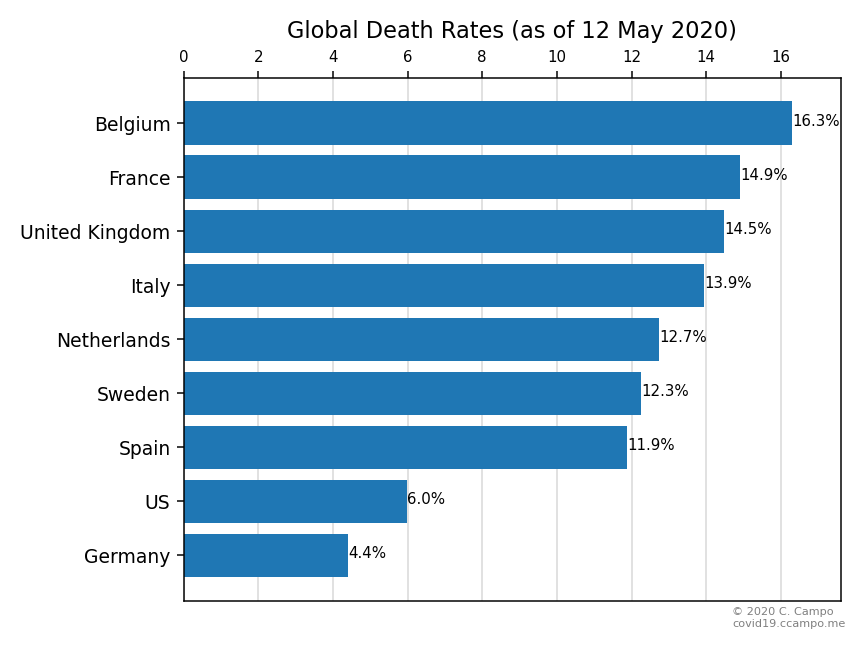 Global Death Rates (as of 12 May 2020)
0 2 4 6 8 10 12 14 16
Belgium 16.3%
France 14.9%
United Kingdom 14.5%
Italy 13.9%
Netherlands 12.7%
Sweden 12.3%
Spain 11.9%
US 6.0%
Germany 4.4%
© 2020 C. Campo
covid19.ccampo.me